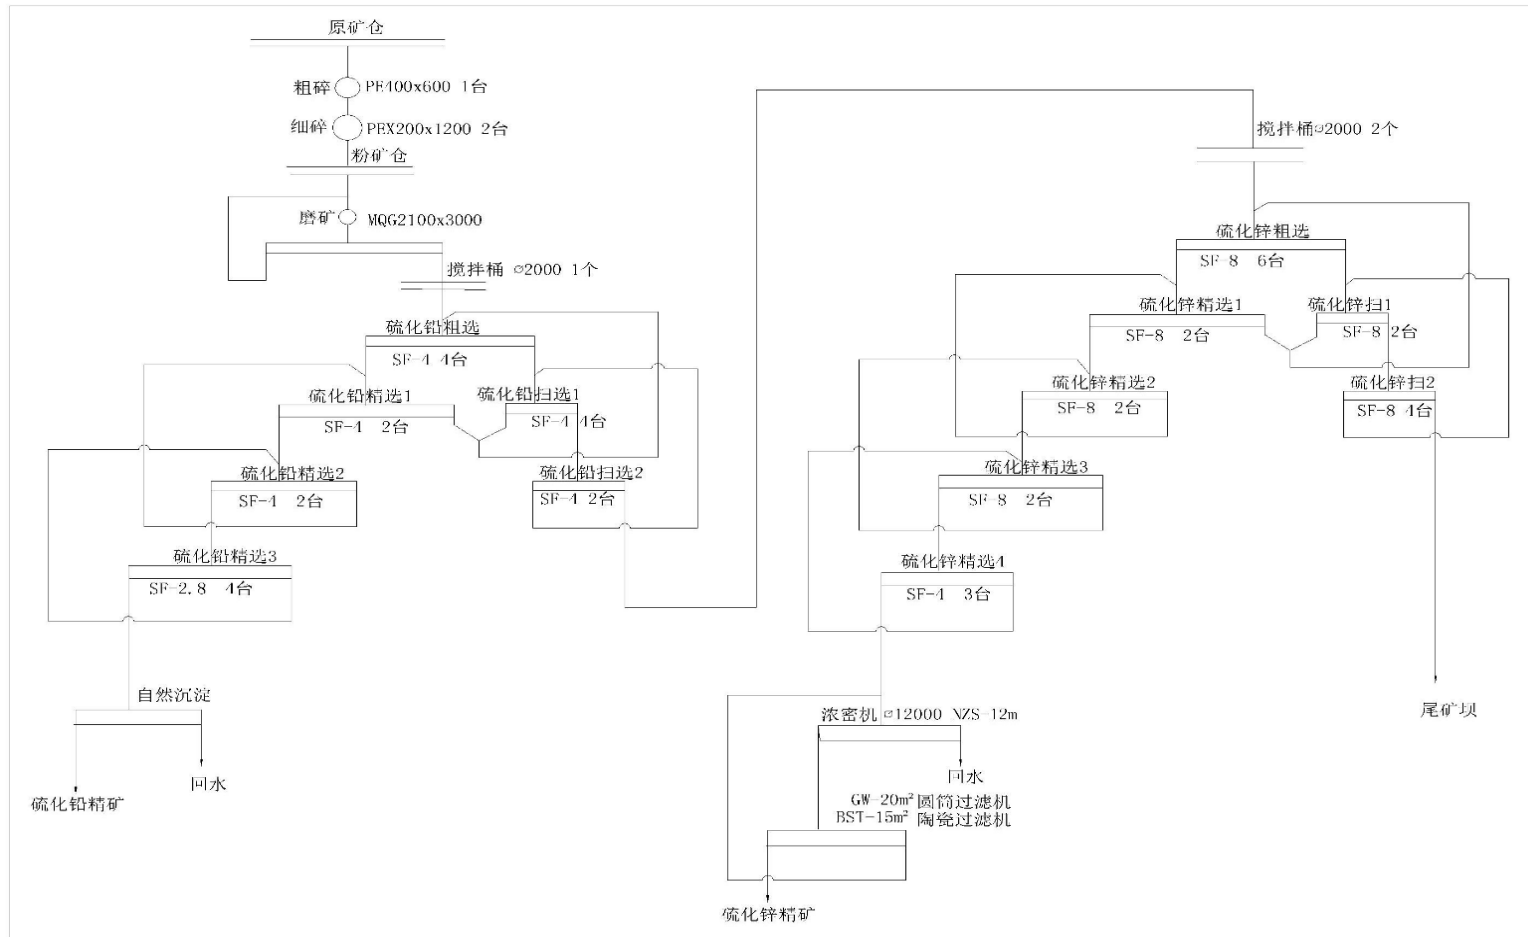 原矿仓
粗碎 PE400x600 1台
细碎 PEX200x1200 2台
粉矿仓
磨矿 MQG2100x3000
搅拌桶 ∅2000 1个
硫化铅粗选
SF-4 4台
硫化铅精选1
SF-4 2台
硫化铅扫选1
SF-4 4台
硫化铅精选2
SF-4 2台
硫化铅扫选2
SF-4 2台
硫化铅精选3
SF-2.8 4台
自然沉淀
回水
硫化铅精矿
搅拌桶∅2000 2个
硫化锌粗选
SF-8 6台
硫化锌精选1
SF-8 2台
硫化锌扫1
SF-8 2台
硫化锌精选2
SF-8 2台
硫化锌扫2
SF-8 4台
硫化锌精选3
SF-8 2台
硫化锌精选4
SF-4 3台
浓密机 ∅12000 NZS-12m
回水
GW-20m² 圆筒过滤机
BST-15m² 陶瓷过滤机
硫化锌精矿
尾矿坝